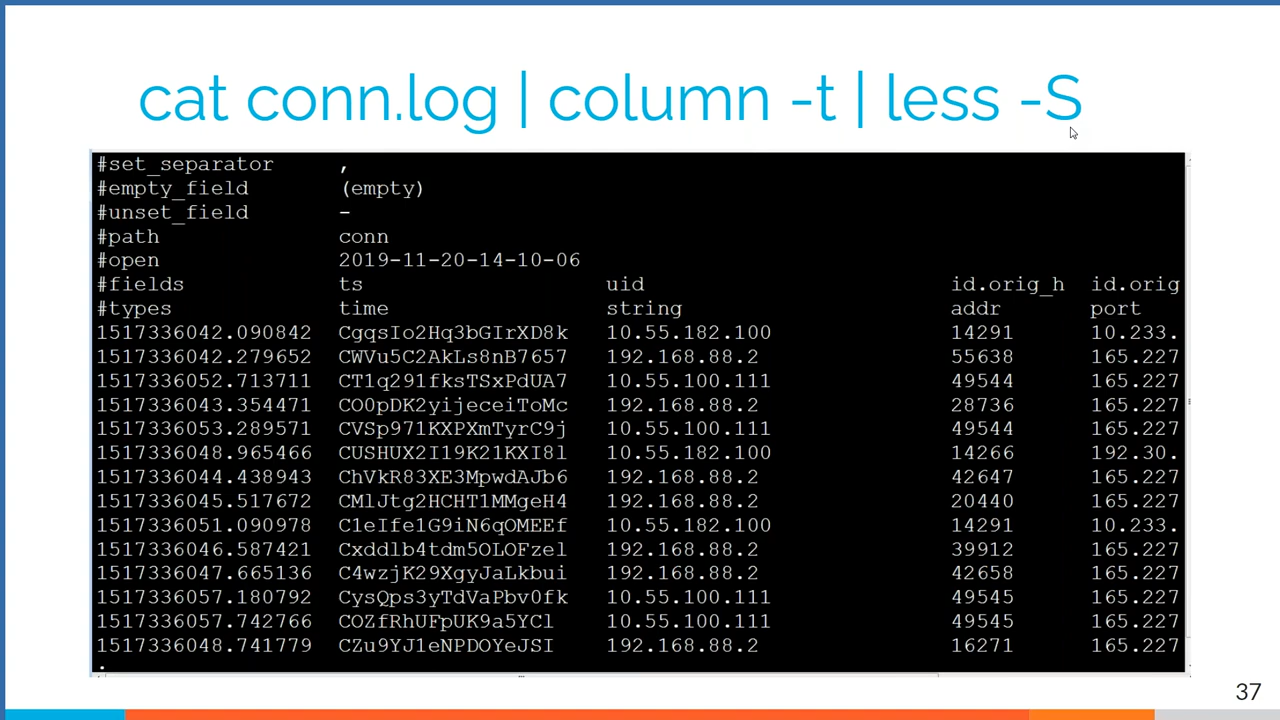 cat conn.log | column -t | less -S
#set_separator ,
#empty_field (empty)
#unset_field -
#path conn
#open 2019-11-20-14-10-06
#fields ts uid id.orig_h id.orig
#types time string addr port
1517336042.090842 CgqsIo2Hq3bGIrXD8k 10.55.182.100 14291 10.233.
1517336042.279652 CWVu5C2AkLs8nB7657 192.168.88.2 55638 165.227
1517336052.713711 CT1q291fksTSxPdUA7 10.55.100.111 49544 165.227
1517336043.354471 CO0pDK2yijeceiToMc 192.168.88.2 28736 165.227
1517336053.289571 CVSp971KXPXmTyrC9j 10.55.100.111 49544 165.227
1517336048.965466 CUSHUX2I19K21KXI8l 10.55.182.100 14266 192.30.
1517336044.438943 ChVkR83XE3MpwdAJb6 192.168.88.2 42647 165.227
1517336045.517672 CMlJtg2HCHT1MMgeH4 192.168.88.2 20440 165.227
1517336051.090978 C1eIfe1G9iN6qOMEEf 10.55.182.100 14291 10.233.
1517336046.587421 Cxddlb4tdm5OLOFzel 192.168.88.2 39912 165.227
1517336047.665136 C4wzjK29XgyJaLkbui 192.168.88.2 42658 165.227
1517336057.180792 CysQps3yTdVaPbv0fk 10.55.100.111 49545 165.227
1517336057.742766 COZfRhUFpUK9a5YCl 10.55.100.111 49545 165.227
1517336048.741779 CZu9YJ1eNPDOYeJSI 192.168.88.2 16271 165.227
37